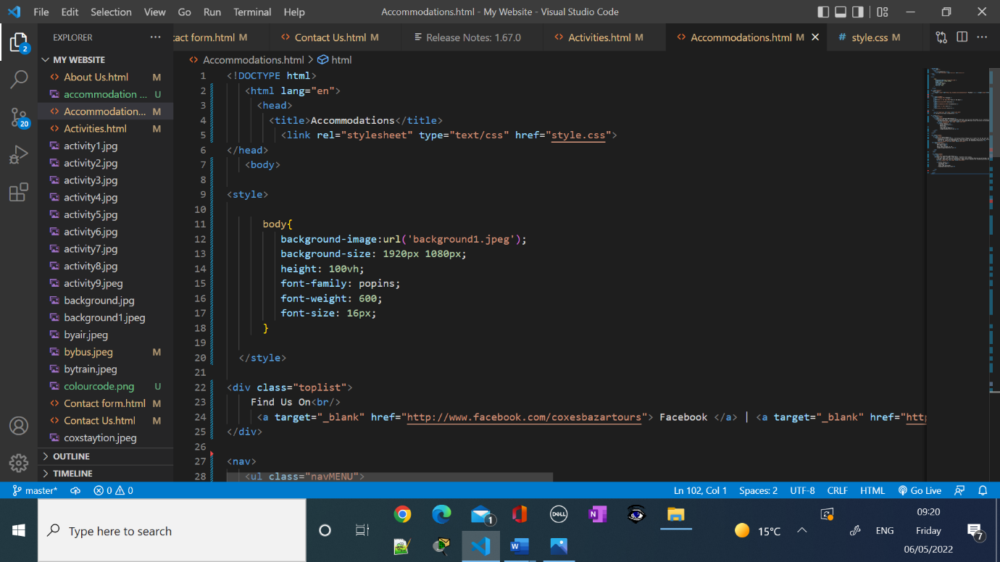 File Edit Selection View Go Run Terminal Help Accommodations.html - My Website - Visual Studio Code
EXPLORER ··· tact form.html M Contact Us.html M Release Notes: 1.67.0 Activities.html M Accommodations.html M # style.css M ···
2
MY WEBSITE
Accommodations.html > html
About Us.html M
accommodation ... U
Accommodation... M
Activities.html M
activity1.jpg
activity2.jpg
activity3.jpg
activity4.jpg
activity5.jpg
activity6.jpg
activity7.jpg
activity8.jpg
activity9.jpeg
background.jpg
background1.jpeg
byair.jpeg
bybus.jpeg M
bytrain.jpeg
colourcode.png U
Contact form.html M
Contact Us.html M
coxstaytion.jpeg
OUTLINE
TIMELINE
20
1 <!DOCTYPE html>
2 <html lang="en">
3 <head>
4 <title>Accommodations</title>
5 <link rel="stylesheet" type="text/css" href="style.css">
6 </head>
7 <body>
8
9 <style>
10
11 body{
12 background-image:url('background1.jpeg');
13 background-size: 1920px 1080px;
14 height: 100vh;
15 font-family: popins;
16 font-weight: 600;
17 font-size: 16px;
18 }
19
20 </style>
21
22 <div class="toplist">
23 Find Us On<br/>
24 <a target="_blank" href="http://www.facebook.com/coxesbazartours"> Facebook </a> | <a target="_blank" href="htt
25 </div>
26
27 <nav>
28 <ul class="navMENU">
master* 0 0 Ln 102, Col 1 Spaces: 2 UTF-8 CRLF HTML Go Live
Type here to search
1
DELL
N
W
15°C
ENG
09:20
Friday
06/05/2022
7